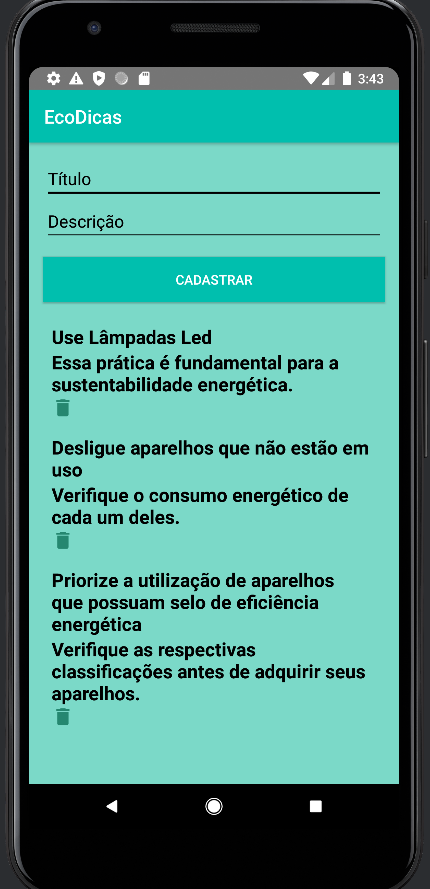 3:43
EcoDicas
Título
Descrição
CADASTRAR
Use Lâmpadas Led
Essa prática é fundamental para a
sustentabilidade energética.
Desligue aparelhos que não estão em
uso
Verifique o consumo energético de
cada um deles.
Priorize a utilização de aparelhos
que possuam selo de eficiência
energética
Verifique as respectivas
classificações antes de adquirir seus
aparelhos.